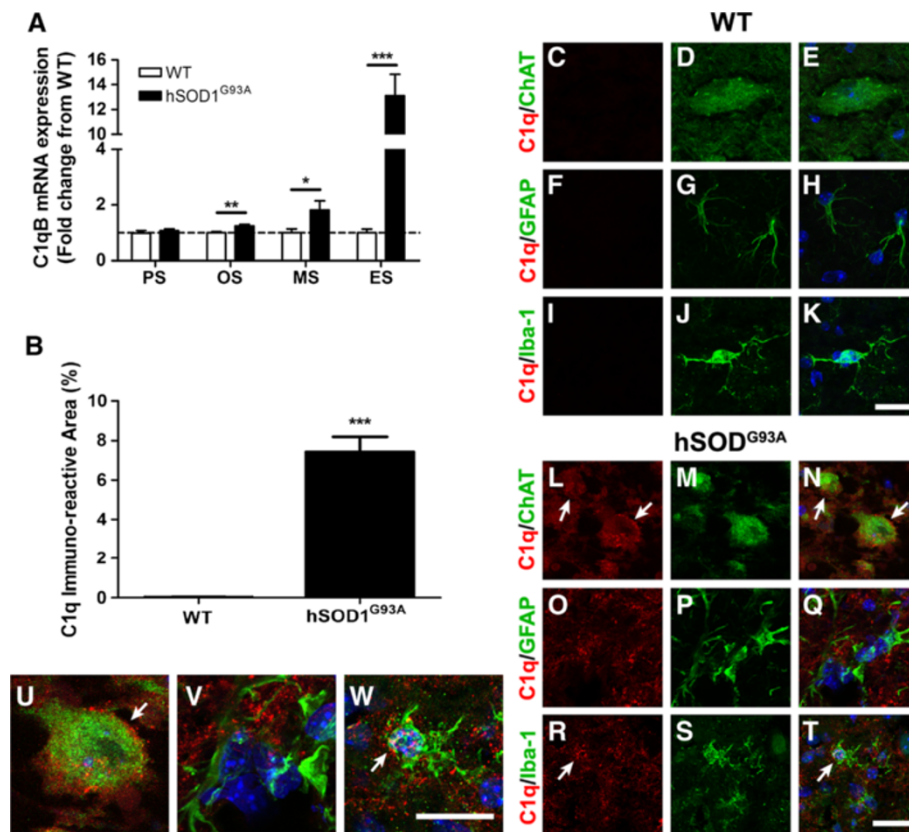 A
C1qB mRNA expression
(Fold change from WT)
16
14
12
10
4
2
0
WT
hSOD1G93A
**
*
***
PS
OS
MS
ES
B
C1q Immuno-reactive Area (%)
10
8
6
4
2
0
***
WT
hSOD1G93A
WT
C1q/ChAT
C
D
E
C1q/GFAP
F
G
H
C1q/Iba-1
I
J
K
hSODG93A
C1q/ChAT
L
M
N
C1q/GFAP
O
P
Q
C1q/Iba-1
R
S
T
U
V
W